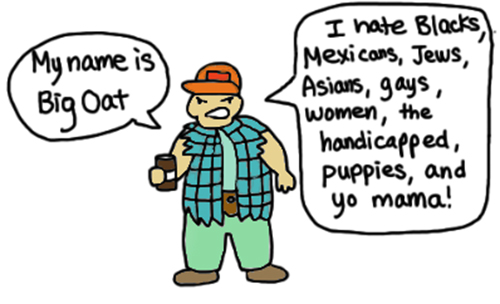 My name is
Big Oat
I hate Blacks,
Mexicans, Jews,
Asians, gays,
women, the
handicapped,
puppies, and
yo mama!